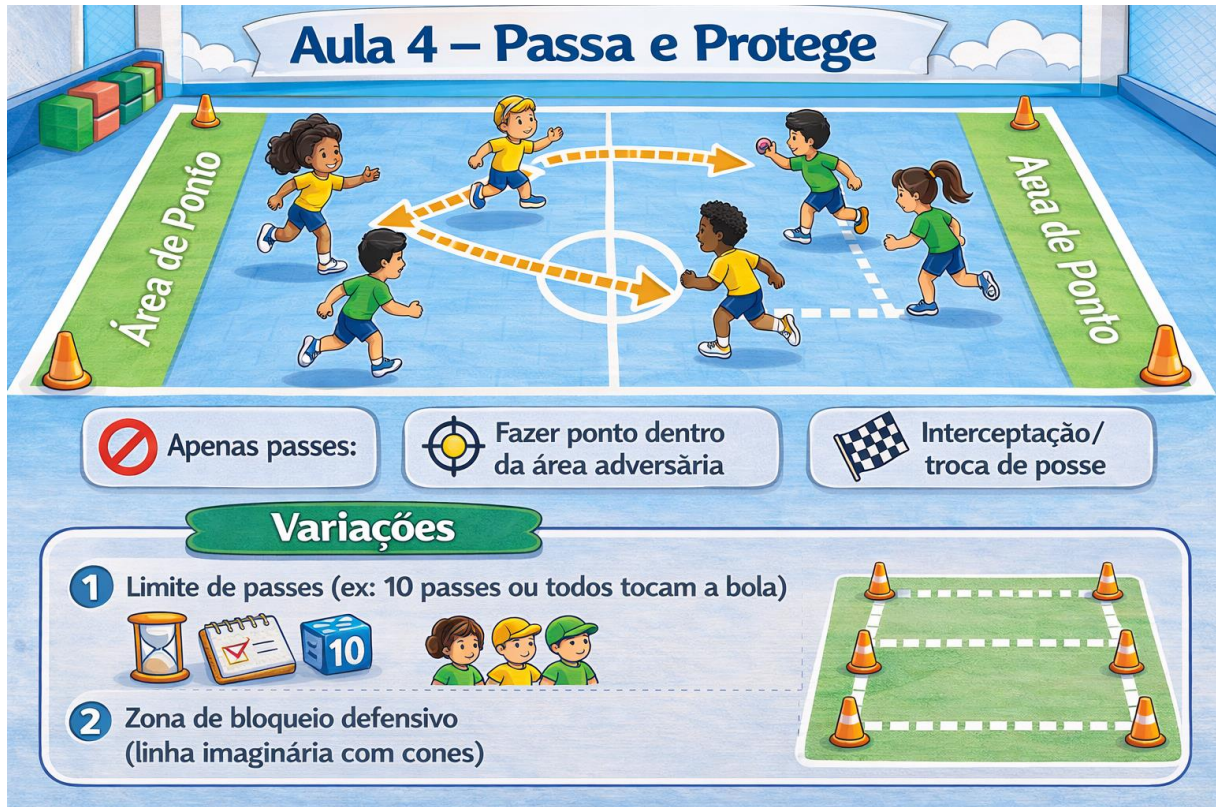 Aula 4 – Passa e Protege
Área de Ponto
Aeua de Ponto
Apenas passes:
Fazer ponto dentro
da área adversăria
Interceptação/
troca de posse
Variações
1 Limite de passes (ex: 10 passes ou todos tocam a bola)
10
2 Zona de bloqueio defensivo
(linha imaginária com cones)